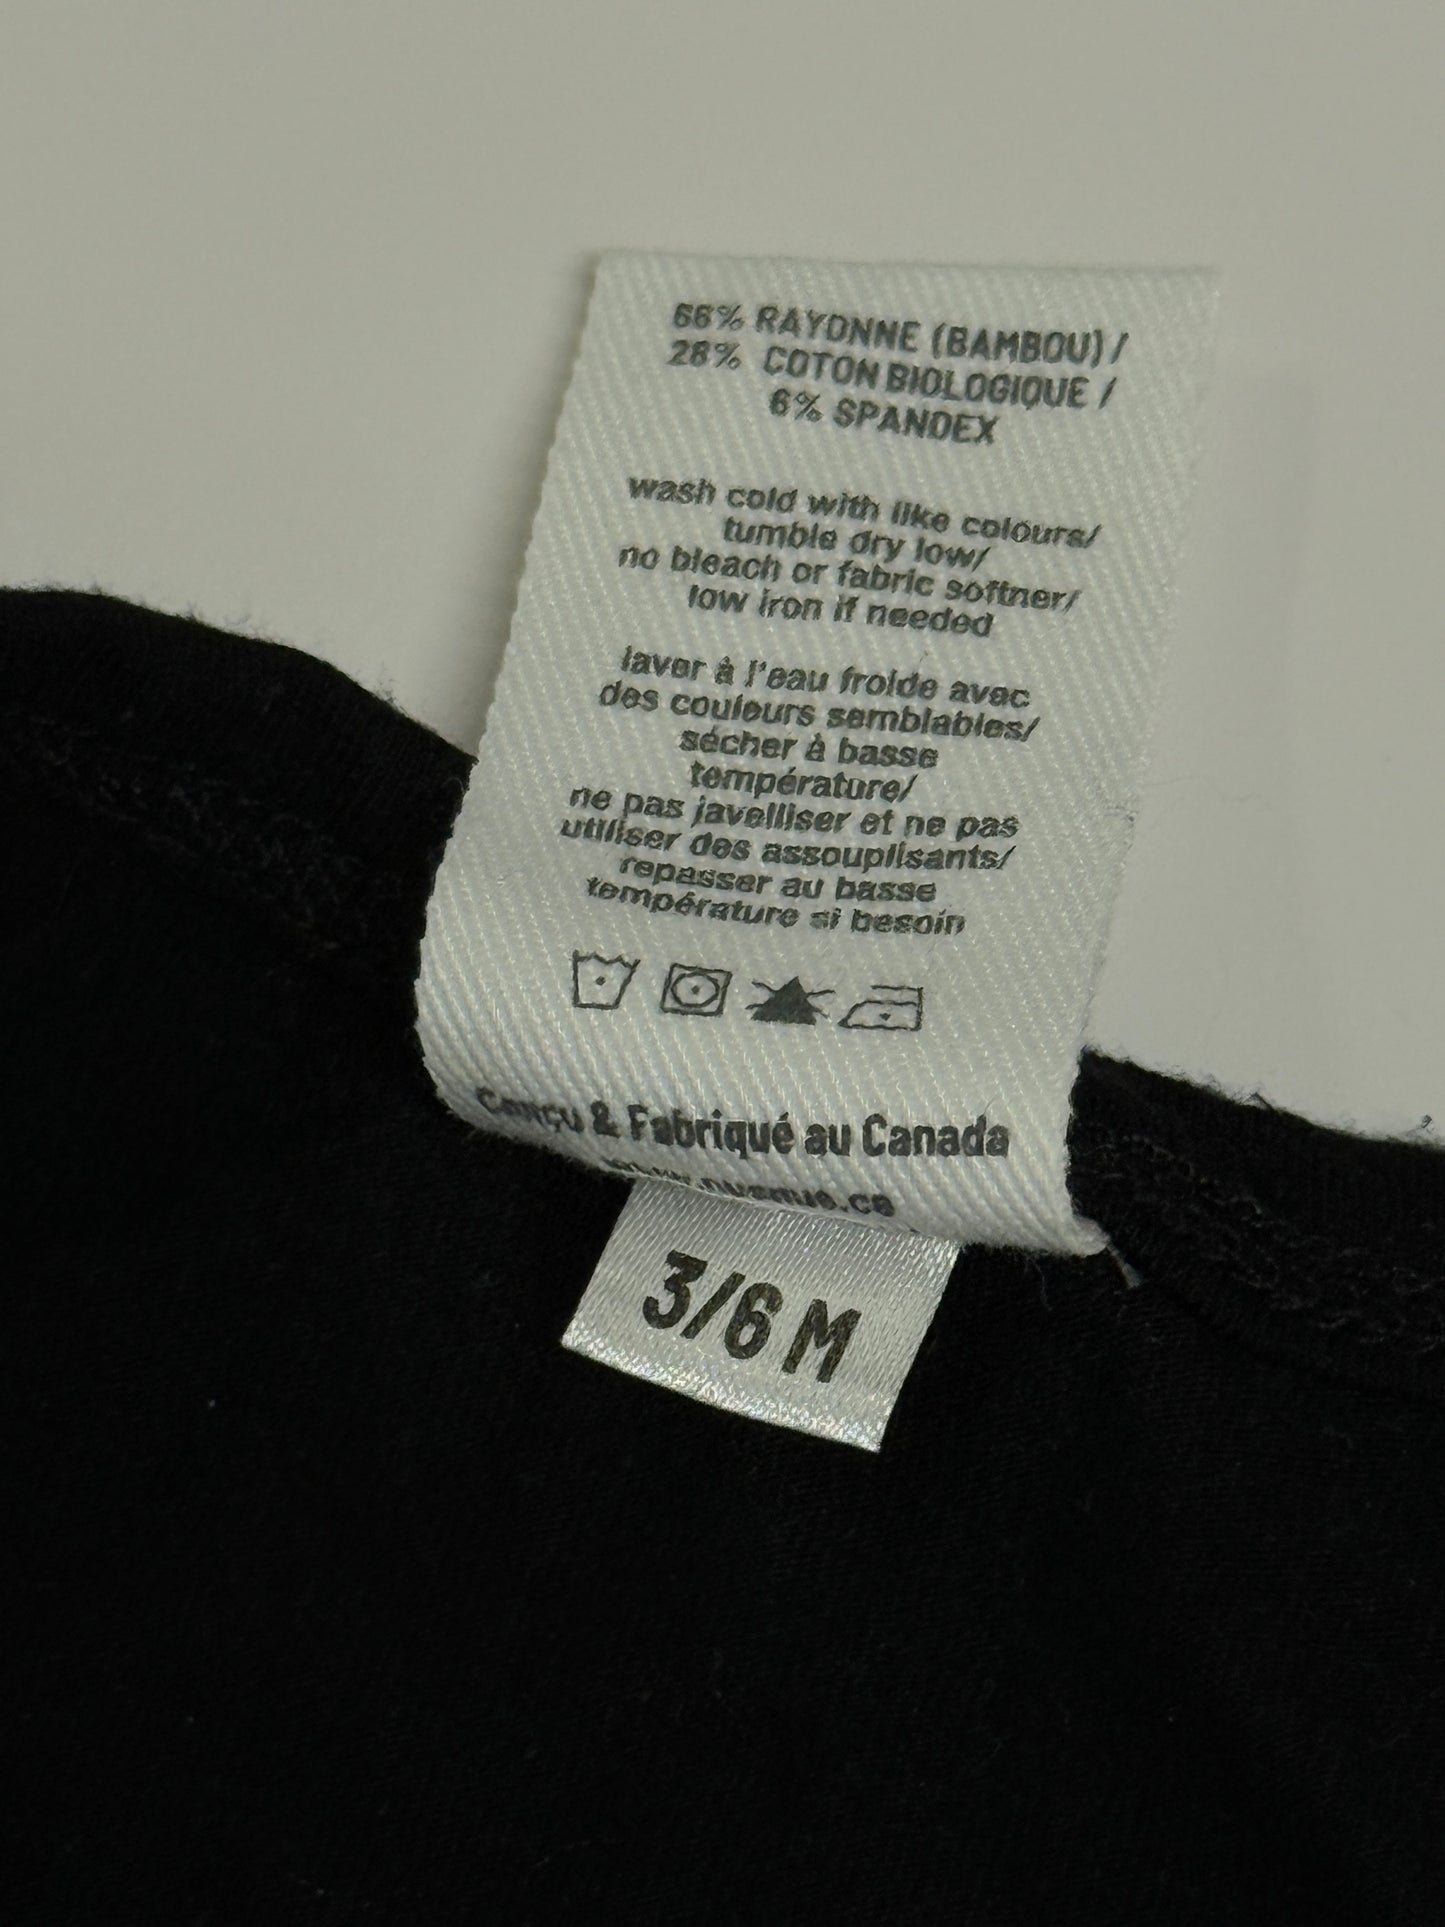 66% RAYONNE (BAMBOU) /
28% COTON BIOLOGIQUE /
6% SPANDEX
wash cold with like colours/
tumble dry low/
no bleach or fabric softner/
low iron if needed
laver à l'eau froide avec
des couleurs semblables/
sécher à basse
température/
ne pas javelliser et ne pas
utiliser des assouplisants/
repasser au basse
température si besoin
Conçu & Fabriqué au Canada
3/6 M